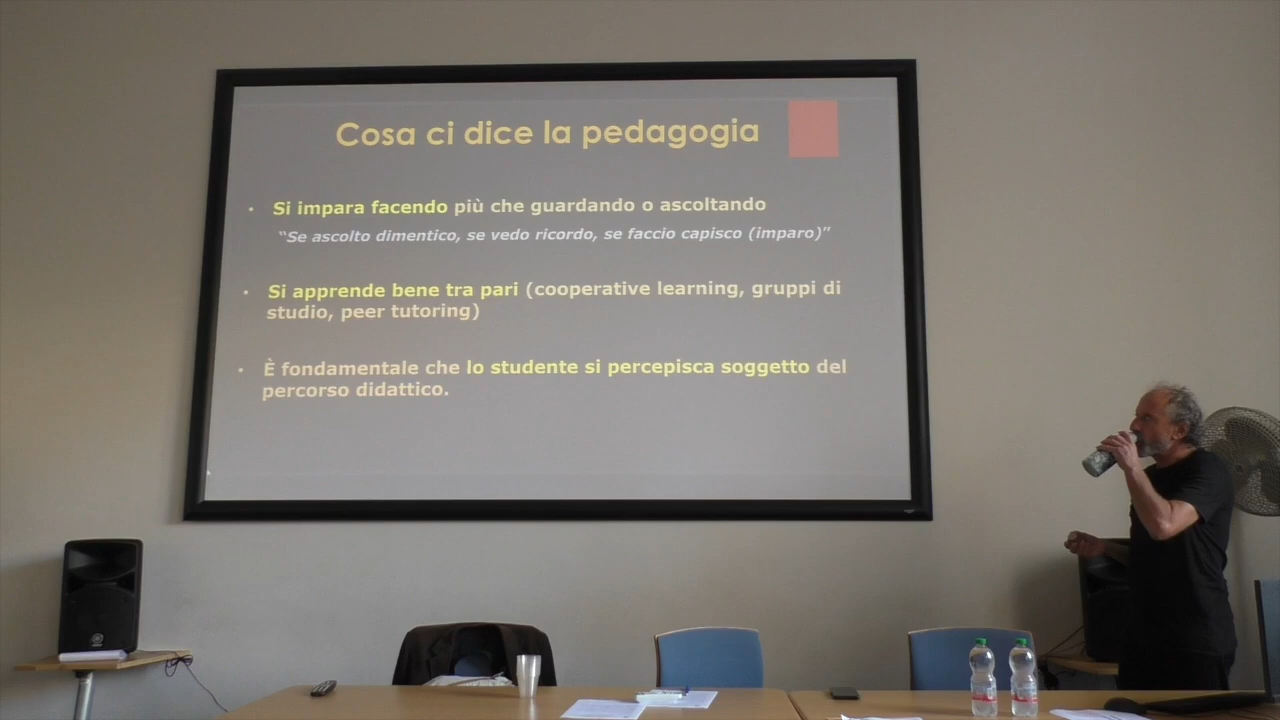 Cosa ci dice la pedagogia
• Si impara facendo più che guardando o ascoltando
“Se ascolto dimentico, se vedo ricordo, se faccio capisco (imparo)”
• Si apprende bene tra pari (cooperative learning, gruppi di
studio, peer tutoring)
• È fondamentale che lo studente si percepisca soggetto del
percorso didattico.